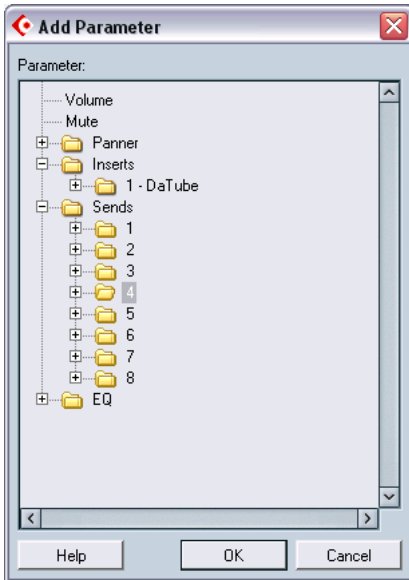 Add Parameter
Parameter:
Volume
Mute
Panner
Inserts
1 - DaTube
Sends
1
2
3
4
5
6
7
8
EQ
Help OK Cancel